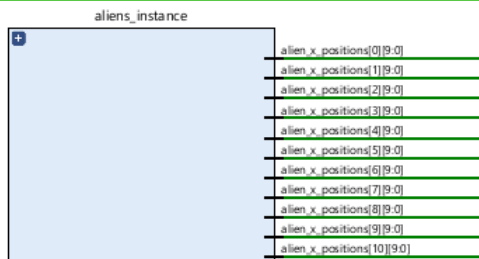 aliens_instance
alien_x_positions[0][9:0]
alien_x_positions[1][9:0]
alien_x_positions[2][9:0]
alien_x_positions[3][9:0]
alien_x_positions[4][9:0]
alien_x_positions[5][9:0]
alien_x_positions[6][9:0]
alien_x_positions[7][9:0]
alien_x_positions[8][9:0]
alien_x_positions[9][9:0]
alien_x_positions[10][9:0]